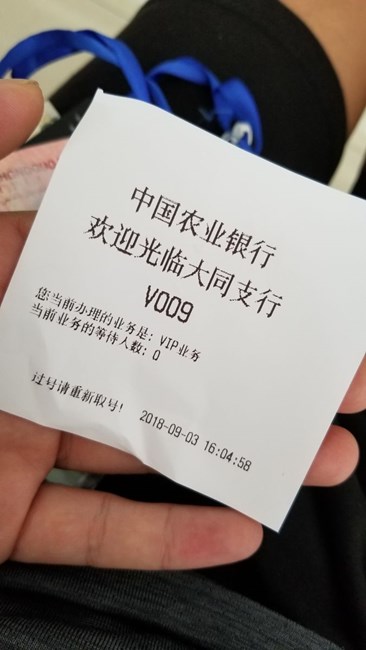 中国农业银行
欢迎光临大同支行
V009
您当前办理的业务是: VIP业务
当前业务的等待人数: 0
过号请重新取号! 2018-09-03 16:04:58